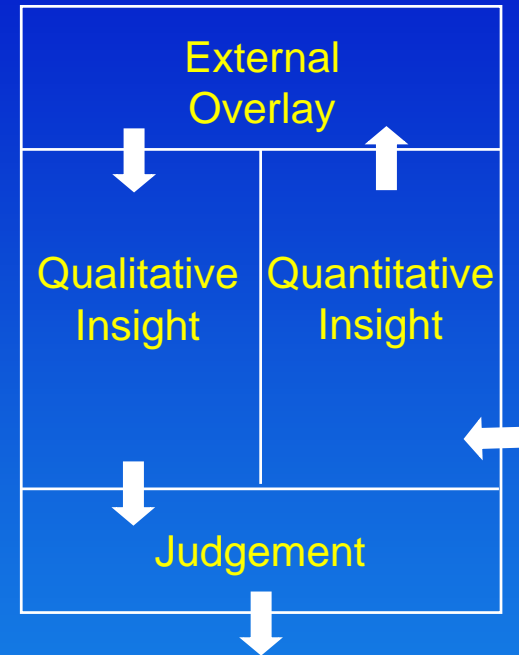 External
Overlay
Qualitative
Insight
Quantitative
Insight
Judgement